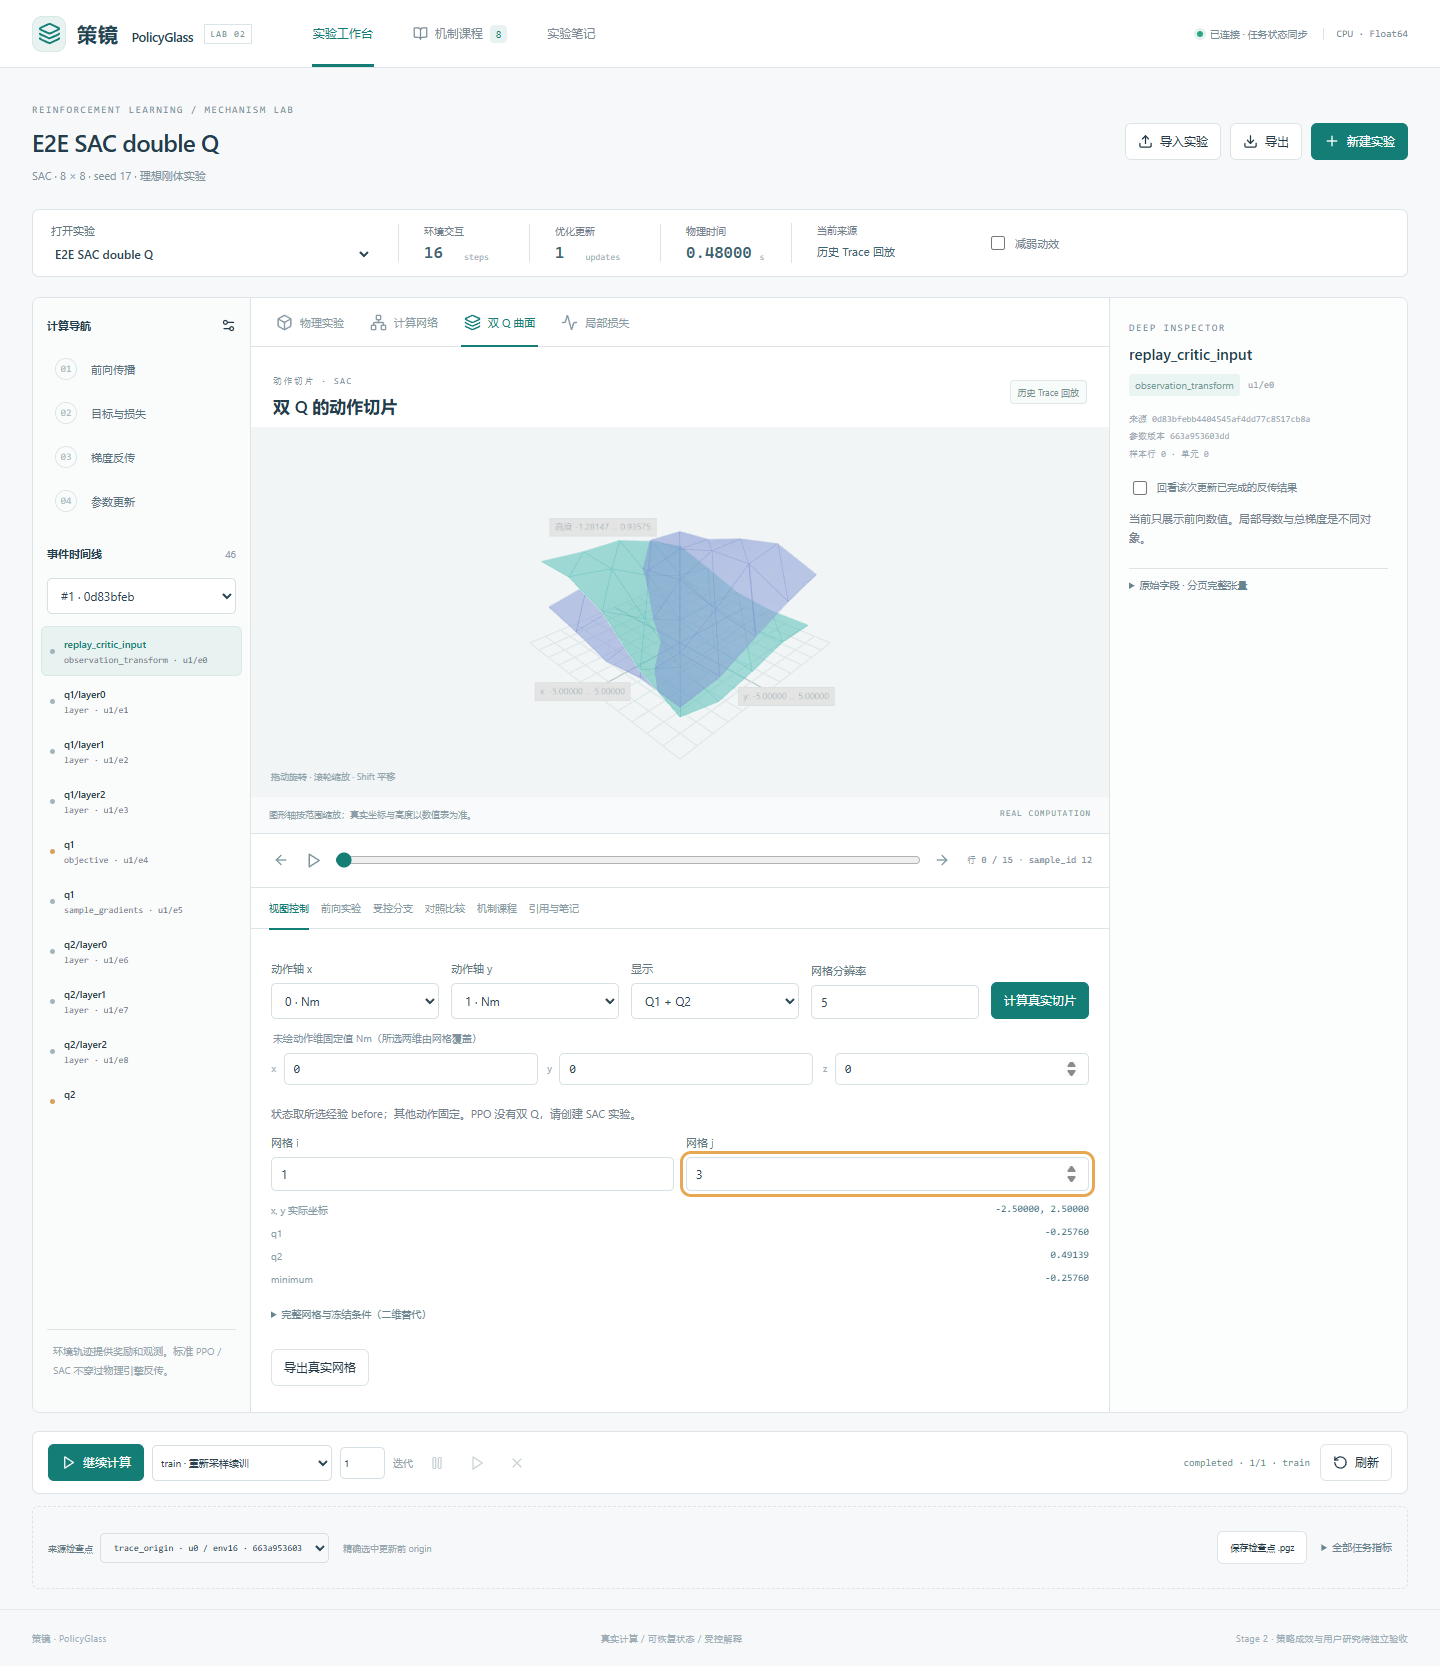 策镜 PolicyGlass LAB 02
实验工作台
机制课程 8
实验笔记
已连接 · 任务状态同步
CPU · Float64
REINFORCEMENT LEARNING / MECHANISM LAB
E2E SAC double Q
SAC · 8 × 8 · seed 17 · 理想刚体实验
导入实验
导出
新建实验
打开实验
E2E SAC double Q
环境交互
16 steps
优化更新
1 updates
物理时间
0.48000 s
当前来源
历史 Trace 回放
减弱动效
计算导航
01 前向传播
02 目标与损失
03 梯度反传
04 参数更新
事件时间线 46
#1 · 0d83bfeb
replay_critic_input
observation_transform · u1/e0
q1/layer0
layer · u1/e1
q1/layer1
layer · u1/e2
q1/layer2
layer · u1/e3
q1
objective · u1/e4
q1
sample_gradients · u1/e5
q2/layer0
layer · u1/e6
q2/layer1
layer · u1/e7
q2/layer2
layer · u1/e8
q2
环境轨迹提供奖励和观测。标准 PPO /
SAC 不穿过物理引擎反传。
物理实验
计算网络
双 Q 曲面
局部损失
动作切片 · SAC
双 Q 的动作切片
历史 Trace 回放
高度 -1.28147 .. 0.93575
x: -5.00000 .. 5.00000
y: -5.00000 .. 5.00000
拖动旋转 · 滚轮缩放 · Shift 平移
图形轴按范围缩放；真实坐标与高度以数值表为准。
REAL COMPUTATION
行 0 / 15 · sample_id 12
视图控制
前向实验
受控分支
对照比较
机制课程
引用与笔记
动作轴 x
0 · Nm
动作轴 y
1 · Nm
显示
Q1 + Q2
网格分辨率
5
计算真实切片
未绘动作维固定值 Nm（所选两维由网格覆盖）
x 0
y 0
z 0
状态取所选经验 before；其他动作固定。PPO 没有双 Q，请创建 SAC 实验。
网格 i
1
网格 j
3
x, y 实际坐标 -2.50000, 2.50000
q1 -0.25760
q2 0.49139
minimum -0.25760
完整网格与冻结条件（二维替代）
导出真实网格
DEEP INSPECTOR
replay_critic_input
observation_transform u1/e0
来源 0d83bfebb4404545af4dd77c8517cb8a
参数版本 663a953603dd
样本行 0 · 单元 0
回看该次更新已完成的反传结果
当前只展示前向数值。局部导数与总梯度是不同对
象。
原始字段 · 分页完整张量
继续计算
train · 重新采样续训
1 迭代
completed · 1/1 · train
刷新
来源检查点
trace_origin · u0 / env16 · 663a953603
精确选中更新前 origin
保存检查点 .pgz
全部任务指标
策镜 · PolicyGlass
真实计算 / 可恢复状态 / 受控解释
Stage 2 · 策略成效与用户研究待独立验收